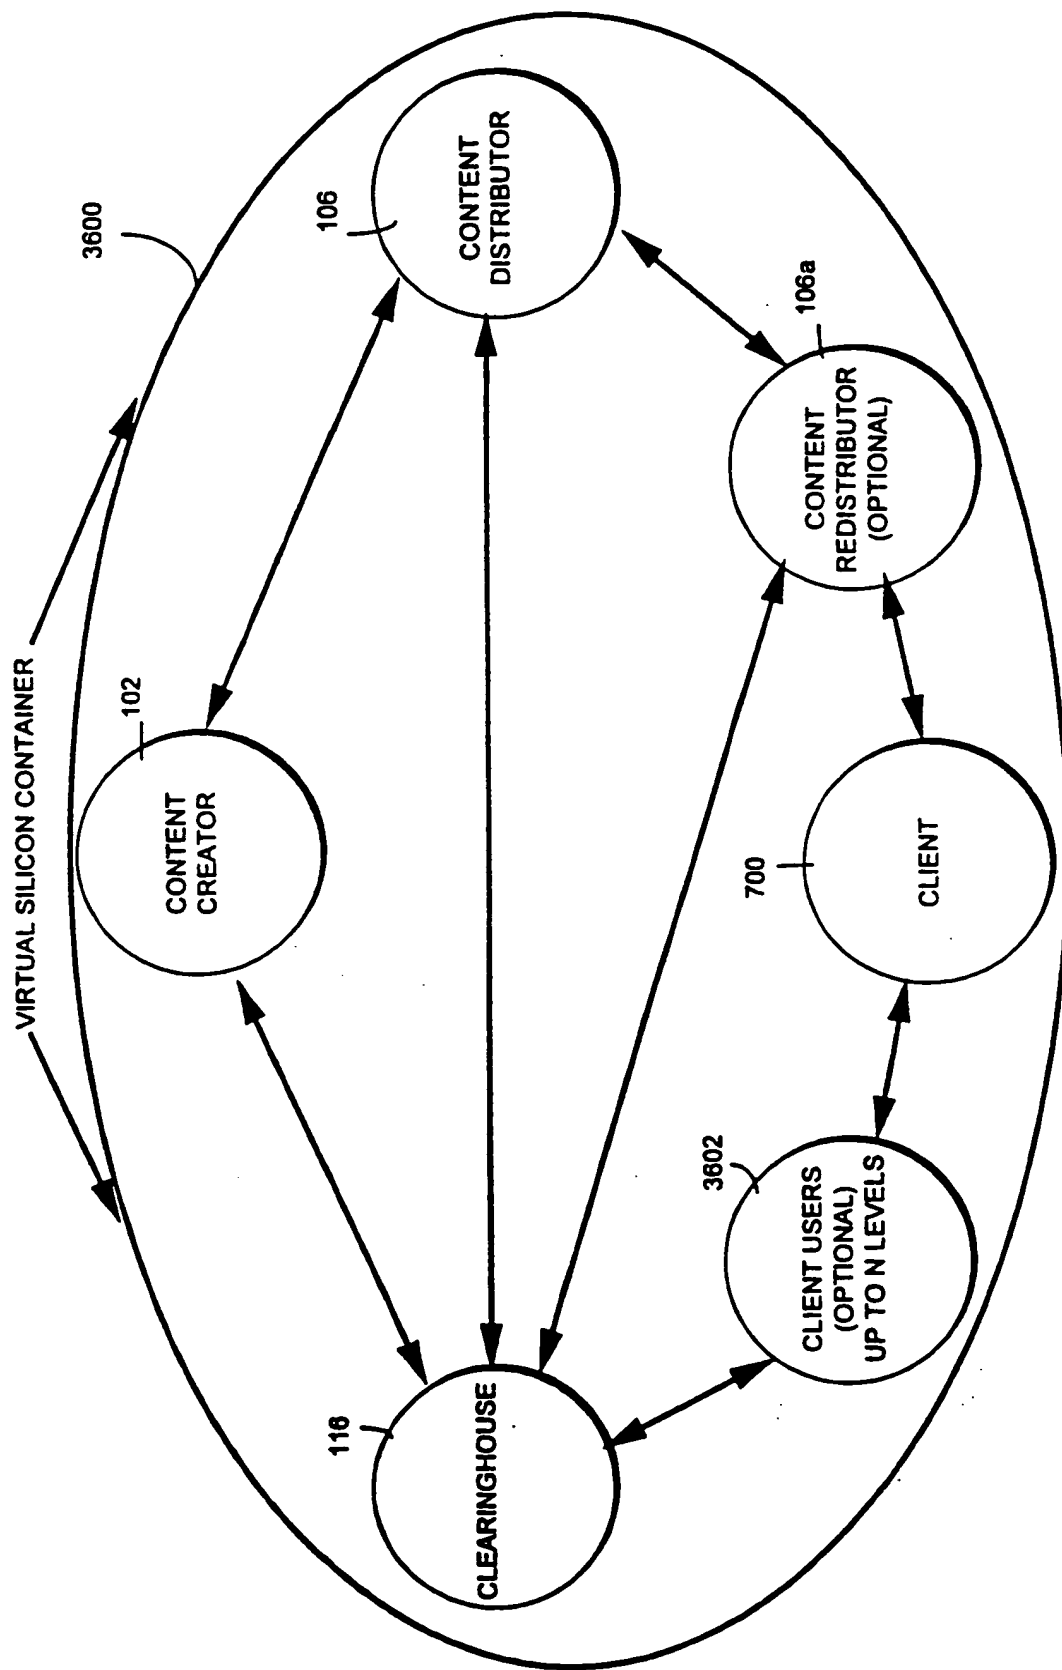 VIRTUAL SILICON CONTAINER
3600
102
CONTENT
CREATOR
106
CONTENT
DISTRIBUTOR
116
CLEARINGHOUSE
106a
CONTENT
REDISTRIBUTOR
(OPTIONAL)
3602
CLIENT USERS
(OPTIONAL)
UP TO N LEVELS
700
CLIENT